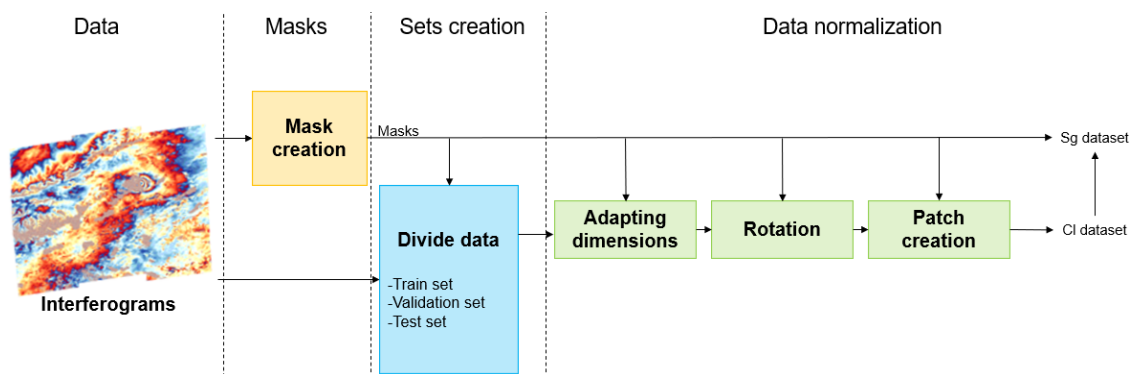 Data
Masks
Sets creation
Data normalization
Mask
creation
Masks
Sg dataset
Interferograms
Divide data
-Train set
-Validation set
-Test set
Adapting
dimensions
Rotation
Patch
creation
Cl dataset